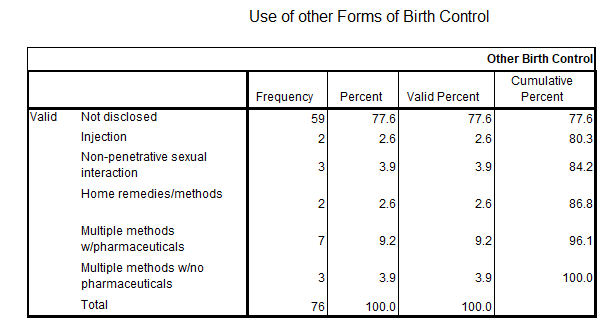 Use of other Forms of Birth Control
Other Birth Control
Frequency Percent Valid Percent Cumulative Percent
Valid Not disclosed 59 77.6 77.6 77.6
Injection 2 2.6 2.6 80.3
Non-penetrative sexual
interaction 3 3.9 3.9 84.2
Home remedies/methods 2 2.6 2.6 86.8
Multiple methods
w/pharmaceuticals 7 9.2 9.2 96.1
Multiple methods w/no
pharmaceuticals 3 3.9 3.9 100.0
Total 76 100.0 100.0